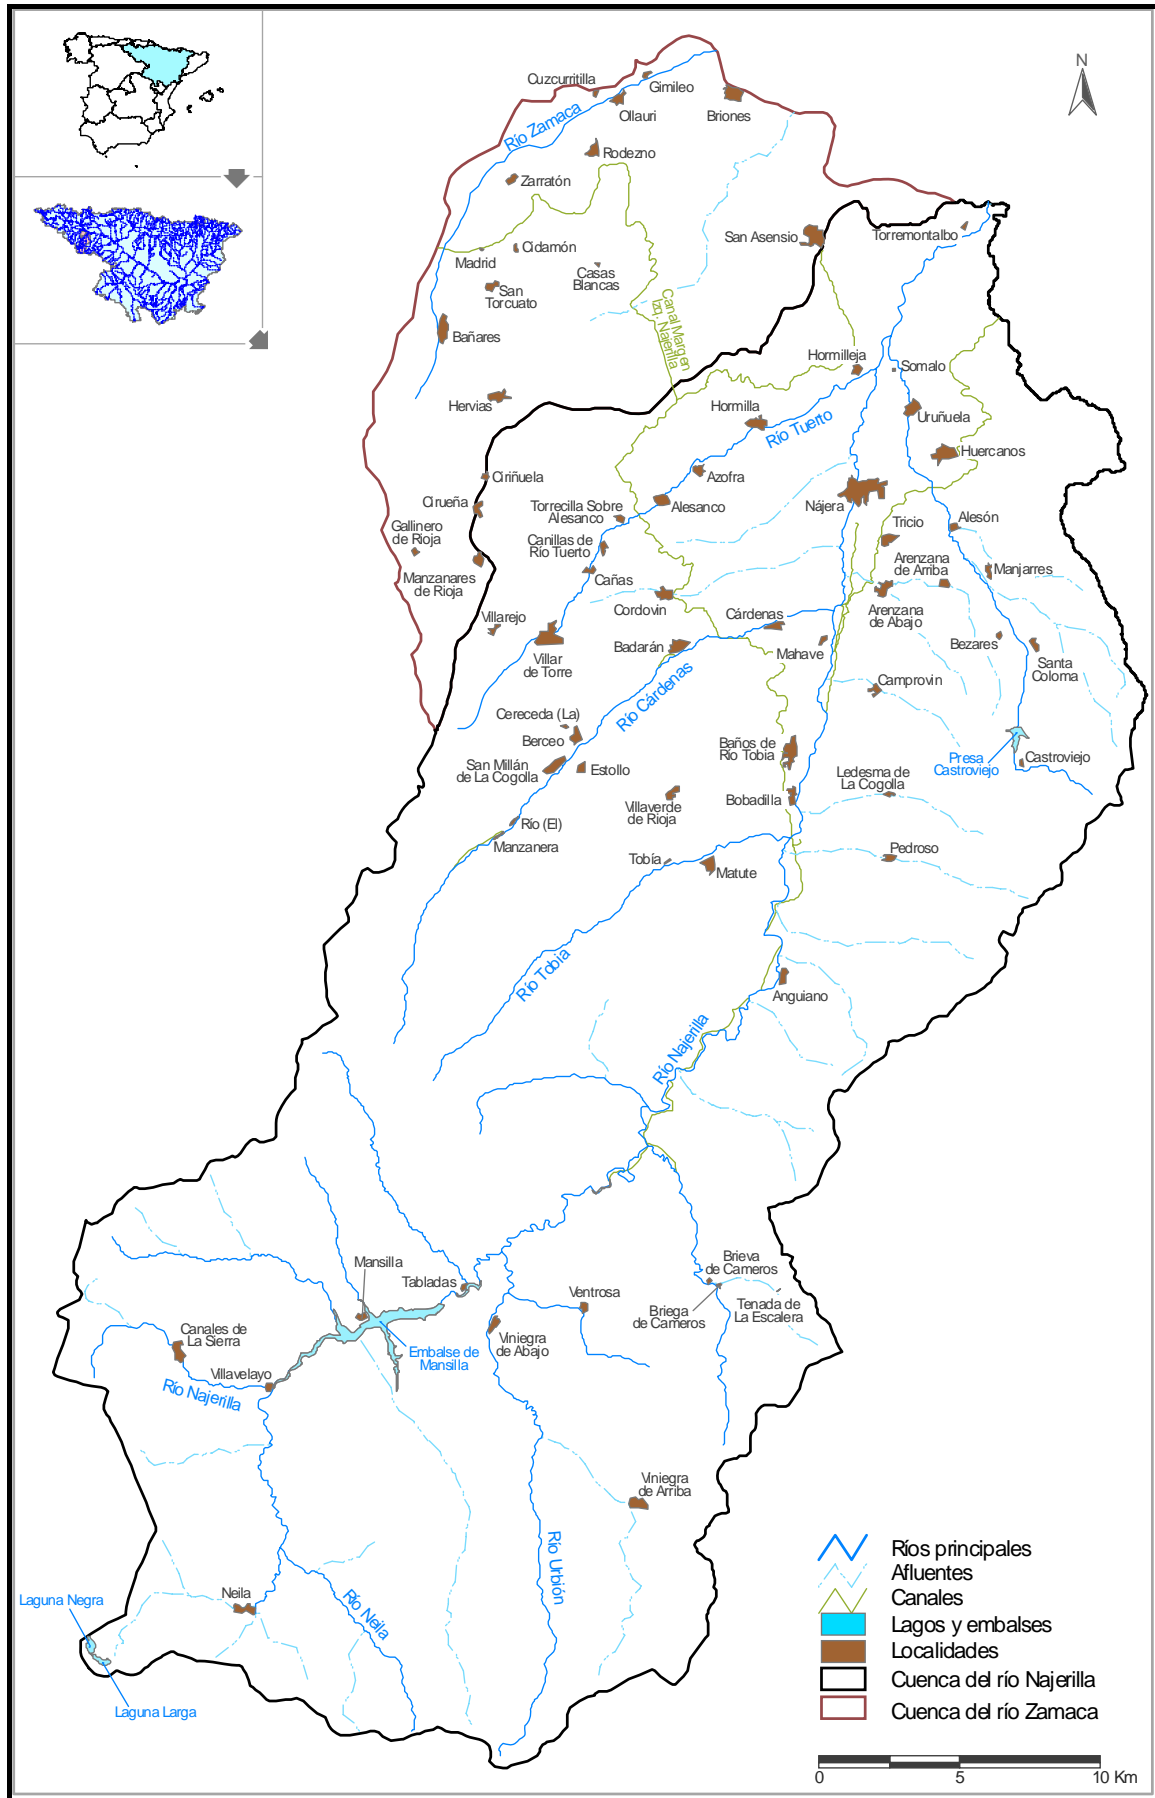 N
Cuzcurritilla
Gimileo
Ollauri
Briones
Río Zamaca
Rodezno
Zarratón
San Asensio
Torremontalbo
Cidamón
Madrid
Casas
Blancas
San
Torcuato
Canal Margen
Izq. Najerilla
Bañares
Hormilleja
Somalo
Hervias
Hormilla
Uruñuela
Río Tuerto
Huercanos
Ciriñuela
Azofra
Cirueña
Torrecilla Sobre
Alesanco
Alesanco
Nájera
Gallinero
de Rioja
Tricio
Alesón
Canillas de
Río Tuerto
Arenzana
de Arriba
Manjarres
Manzanares
de Rioja
Cañas
Cordovin
Cárdenas
Arenzana
de Abajo
Villarejo
Badarán
Mahave
Bezares
Villar
de Torre
Santa
Coloma
Río Cárdenas
Camprovin
Cereceda (La)
Berceo
Baños de
Río Tobia
Presa
Castroviejo
Castroviejo
San Millán
de La Cogolla
Estollo
Ledesma de
La Cogolla
Villaverde
de Rioja
Bobadilla
Río (El)
Manzanera
Tobía
Matute
Pedroso
Río Tobia
Anguiano
Río Najerilla
Mansilla
Tabladas
Brieva
de Cameros
Ventrosa
Briega
de Cameros
Tenada de
La Escalera
Canales de
La Sierra
Viniegra
de Abajo
Embalse de
Mansilla
Villavelayo
Río Najerilla
Viniegra
de Arriba
Río Urbión
Neila
Río Neila
Laguna Negra
Laguna Larga
Ríos principales
Afluentes
Canales
Lagos y embalses
Localidades
Cuenca del río Najerilla
Cuenca del río Zamaca
0 5 10 Km